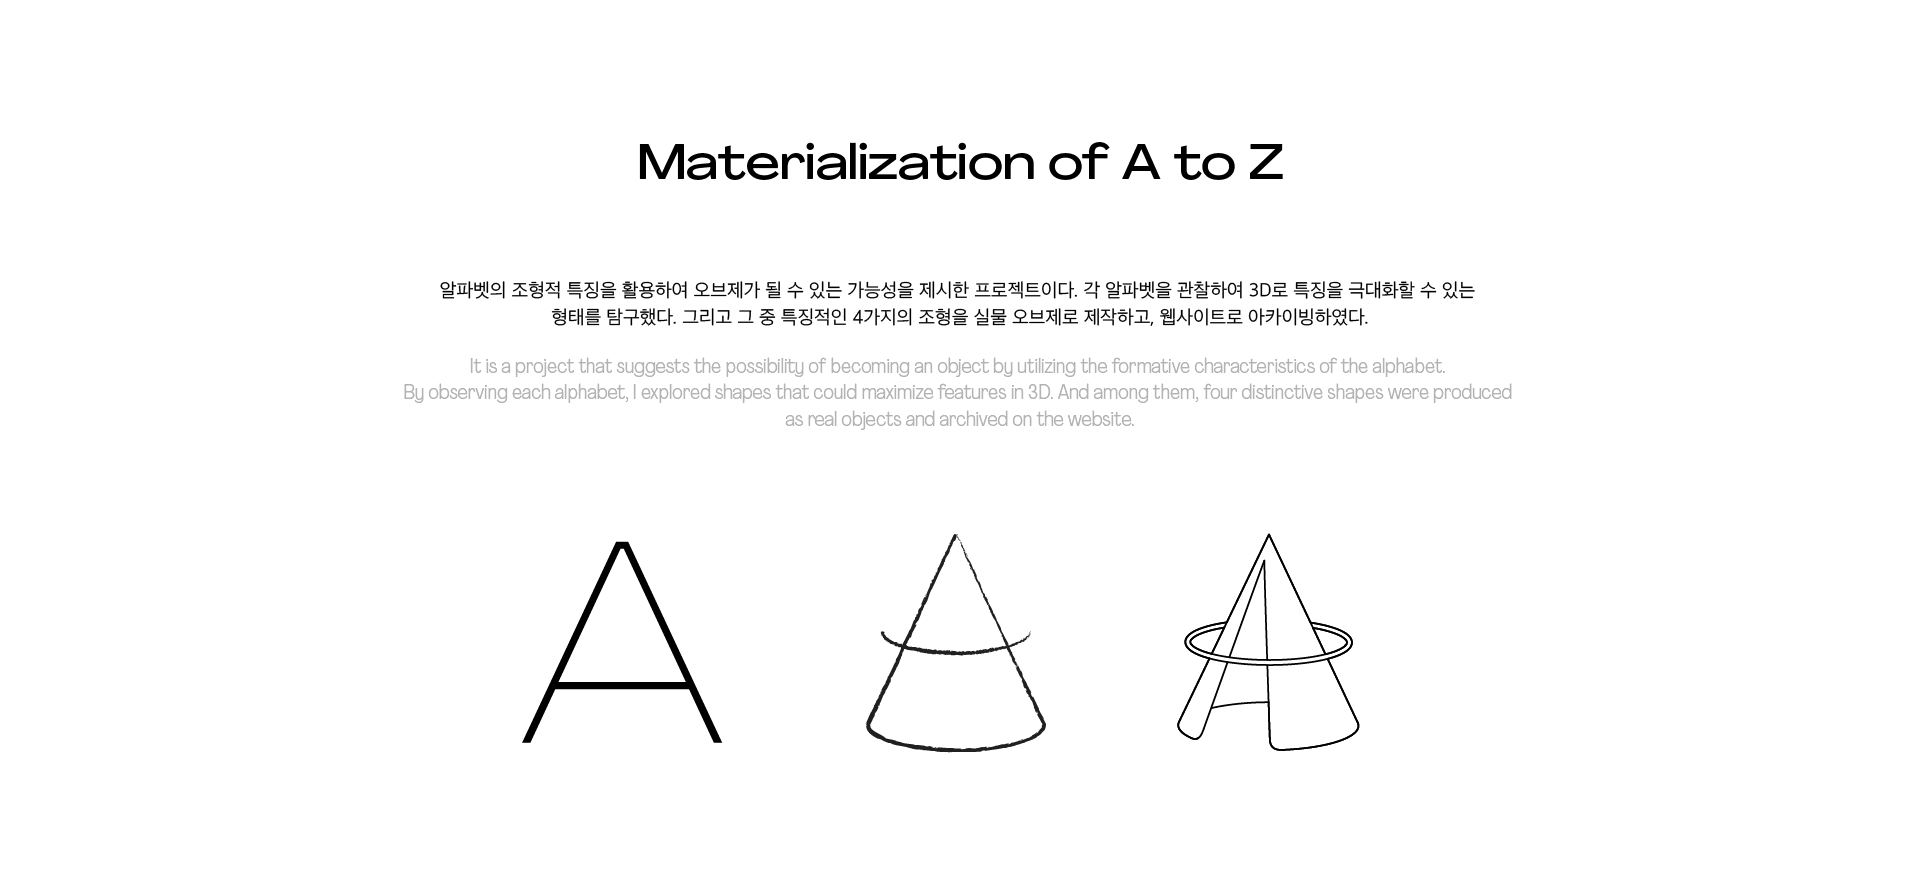 Materialization of A to Z
알파벳의 조형적 특징을 활용하여 오브제가 될 수 있는 가능성을 제시한 프로젝트이다. 각 알파벳을 관찰하여 3D로 특징을 극대화할 수 있는
형태를 탐구했다. 그리고 그 중 특징적인 4가지의 조형을 실물 오브제로 제작하고, 웹사이트로 아카이빙하였다.
It is a project that suggests the possibility of becoming an object by utilizing the formative characteristics of the alphabet.
By observing each alphabet, I explored shapes that could maximize features in 3D. And among them, four distinctive shapes were produced
as real objects and archived on the website.
A